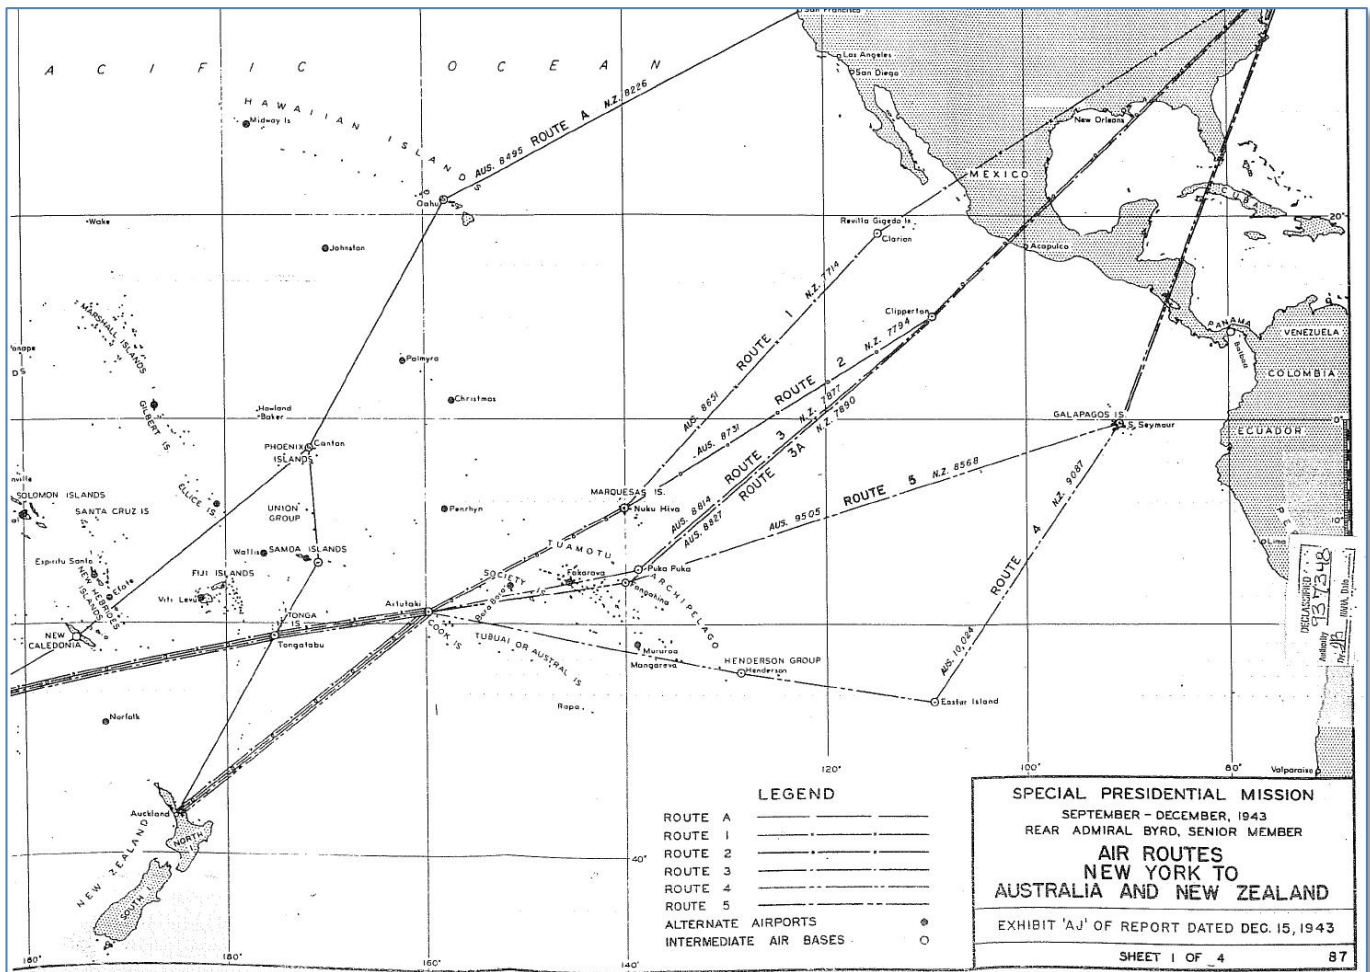 San Francisco
Los Angeles
San Diego
P A C I F I C   O C E A N
HAWAIIAN ISLANDS
Midway Is
AUS. 8495 ROUTE A N.Z. 8226
Oahu
Wake
Johnston
New Orleans
MEXICO
CUBA
20°
Revilla Gigedo Is
Clarion
Acapulco
MARSHALL ISLANDS
Palmyra
Christmas
AUS. 8651 ROUTE 1 N.Z. 7714
Clipperton
AUS. 8731 ROUTE 2 N.Z. 7794
PANAMA
Balboa
VENEZUELA
COLOMBIA
GILBERT IS
Howland
Baker
PHOENIX
ISLANDS
Canton
AUS. 8814 ROUTE 3 N.Z. 7877
AUS. 8827 ROUTE 3A N.Z. 7890
GALAPAGOS IS.
S. Seymour
0°
ECUADOR
SOLOMON ISLANDS
SANTA CRUZ IS
ELLICE IS
UNION
GROUP
Penrhyn
MARQUESAS IS.
Nuku Hiva
AUS. 9505 ROUTE 5 N.Z. 8568
AUS. 10,024 ROUTE 4 N.Z. 9087
10°
Lima
Espiritu Santo
NEW HEBRIDES
ISLANDS
Efate
Wallis
SAMOA ISLANDS
FIJI ISLANDS
Viti Levu
TUAMOTU ARCHIPELAGO
SOCIETY IS
Bora Bora
Fakarava
Puka Puka
Aitutaki
COOK IS
TONGA
IS
Tongatabu
NEW
CALEDONIA
TUBUAI OR AUSTRAL IS
Mururoa
Mangareva
HENDERSON GROUP
Henderson
Easter Island
Norfolk
Rapa
DECLASSIFIED
Authority 937348
120°
100°
80°
Valparaiso
Auckland
NEW ZEALAND
NORTH I
SOUTH
40°
160°
180°
160°
140°
LEGEND
ROUTE A
ROUTE 1
ROUTE 2
ROUTE 3
ROUTE 4
ROUTE 5
ALTERNATE AIRPORTS
INTERMEDIATE AIR BASES
SPECIAL PRESIDENTIAL MISSION
SEPTEMBER - DECEMBER, 1943
REAR ADMIRAL BYRD, SENIOR MEMBER
AIR ROUTES
NEW YORK TO
AUSTRALIA AND NEW ZEALAND
EXHIBIT 'AJ' OF REPORT DATED DEC. 15, 1943
SHEET 1 OF 4
87